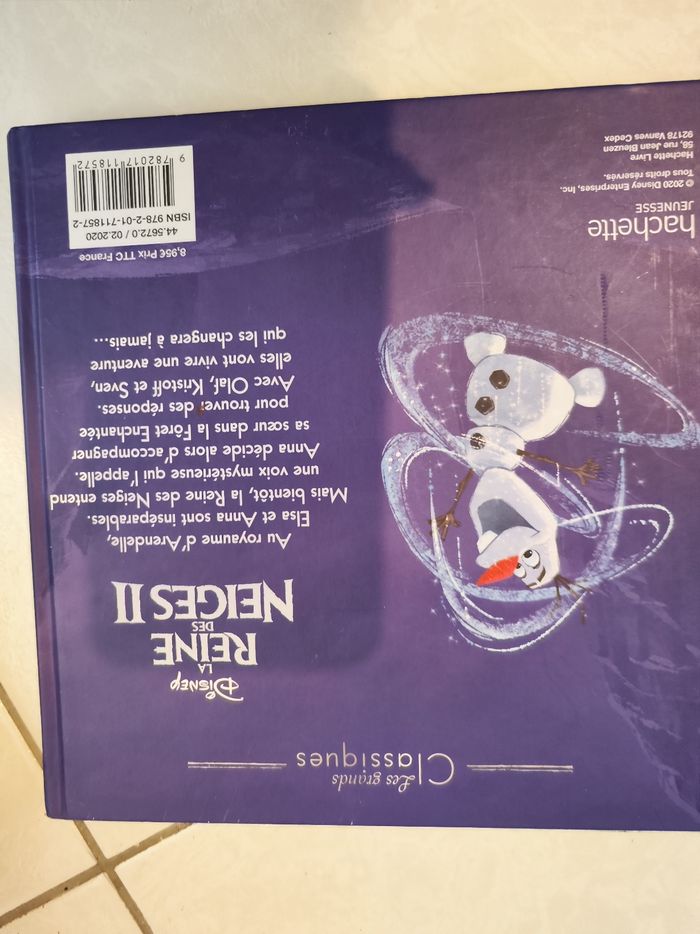 Les grands
Classiques
Disney
LA
REINE
DES
NEIGES II
Au royaume d'Arendelle,
Elsa et Anna sont inséparables.
Mais bientôt, la Reine des Neiges entend
une voix mystérieuse qui l'appelle.
Anna décide alors d'accompagner
sa sœur dans la Fôret Enchantée
pour trouver des réponses.
Avec Olaf, Kristoff et Sven,
elles vont vivre une aventure
qui les changera à jamais...
8,95€ Prix TTC France
44.5672.0 / 02.2020
ISBN 978-2-01-711857-2
9 782017 118572
hachette
JEUNESSE
© 2020 Disney Enterprises, Inc.
Tous droits réservés.
Hachette Livre
58, rue Jean Bleuzen
92178 Vanves Cedex